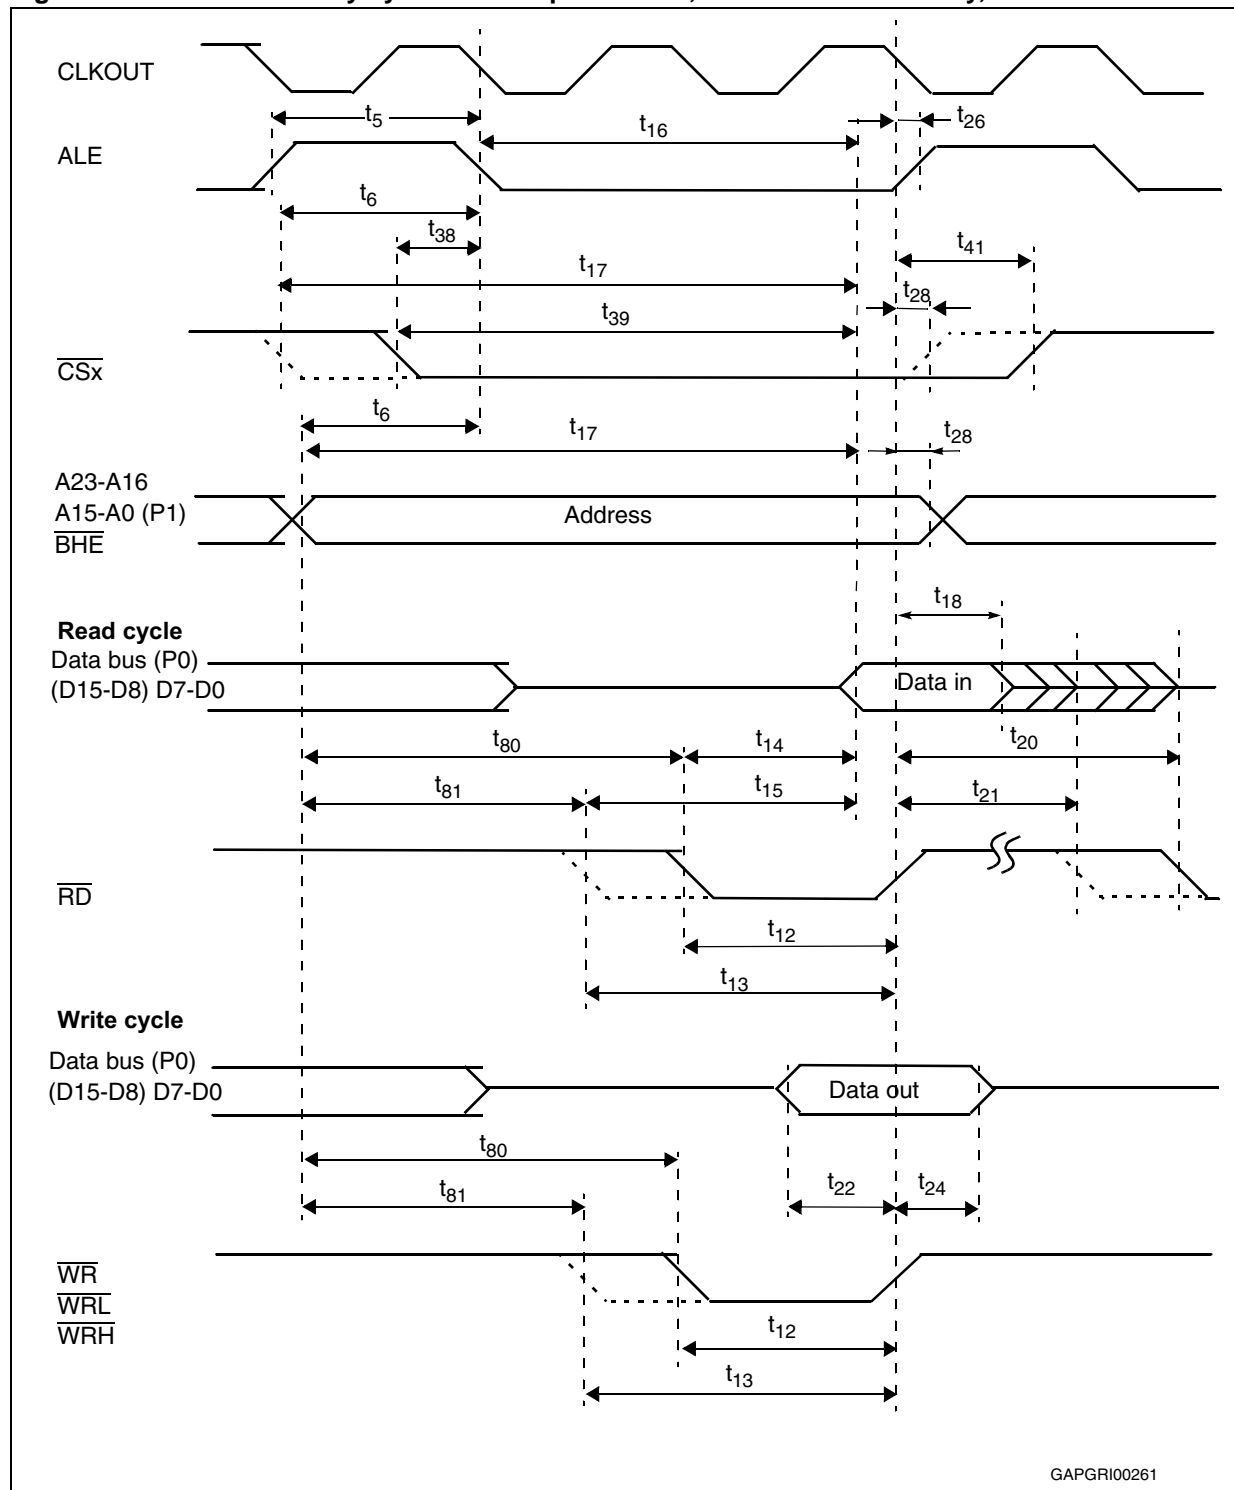 CLKOUT
t5
t16
t26
ALE
t6
t38
t41
t17
t28
t39
CSx
t6
t17
t28
A23-A16
A15-A0 (P1)
Address
BHE
t18
Read cycle
Data bus (P0)
(D15-D8) D7-D0
Data in
t80
t14
t20
t81
t15
t21
RD
t12
t13
Write cycle
Data bus (P0)
(D15-D8) D7-D0
Data out
t80
t81
t22
t24
WR
WRL
WRH
t12
t13
GAPGRI00261